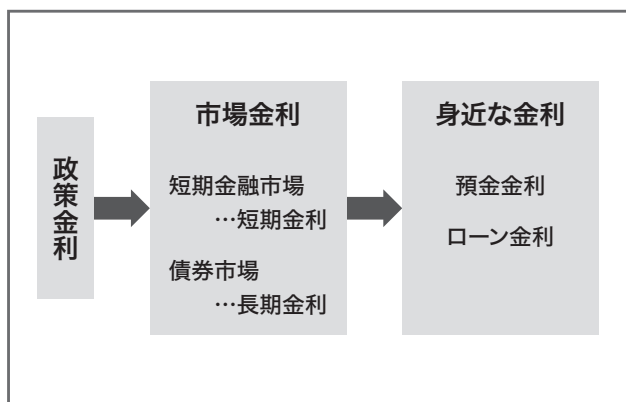 政策金利
市場金利
短期金融市場
…短期金利
債券市場
…長期金利
身近な金利
預金金利
ローン金利